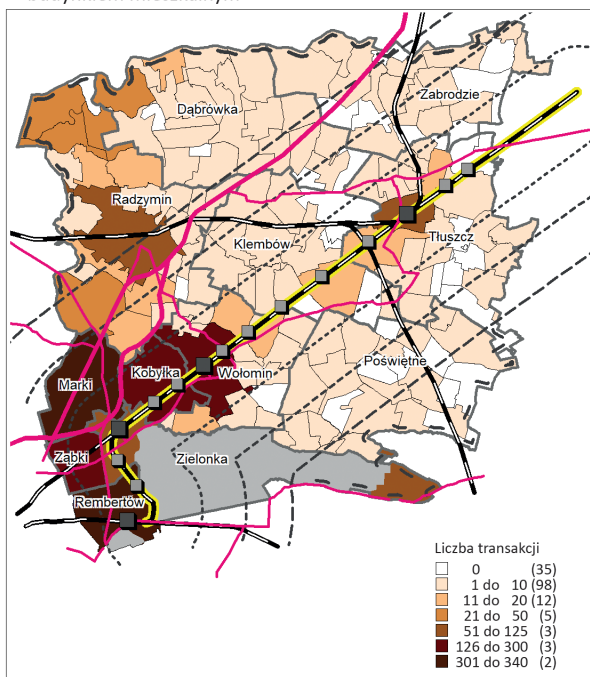 Zabrodzie
Dąbrówka
Radzymin
Klembów
Tłuszcz
Marki
Kobyłka
Wołomin
Poświętne
Ząbki
Zielonka
Rembertów
Liczba transakcji
0 (35)
1 do 10 (98)
11 do 20 (12)
21 do 50 (5)
51 do 125 (3)
126 do 300 (3)
301 do 340 (2)